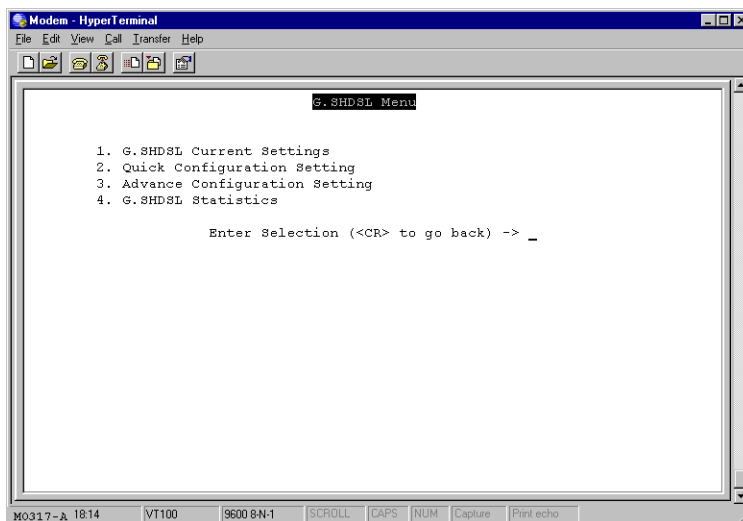 Modem - HyperTerminal
File Edit View Call Transfer Help
G.SHDSL Menu
1. G.SHDSL Current Settings
2. Quick Configuration Setting
3. Advance Configuration Setting
4. G.SHDSL Statistics
Enter Selection (<CR> to go back) -> _
M0317-A 18:14 VT100 9600 8-N-1 SCROLL CAPS NUM Capture Print echo